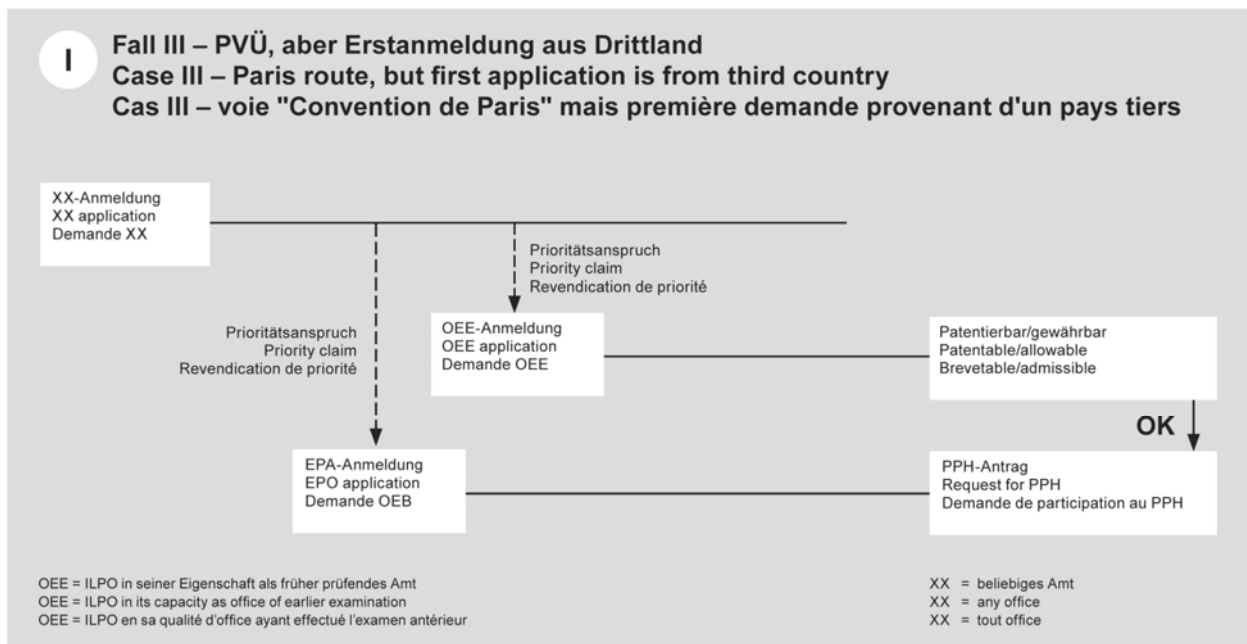 I
Fall III – PVÜ, aber Erstanmeldung aus Drittland
Case III – Paris route, but first application is from third country
Cas III – voie "Convention de Paris" mais première demande provenant d'un pays tiers
XX-Anmeldung
XX application
Demande XX
Prioritätsanspruch
Priority claim
Revendication de priorité
Prioritätsanspruch
Priority claim
Revendication de priorité
OEE-Anmeldung
OEE application
Demande OEE
Patentierbar/gewährbar
Patentable/allowable
Brevetable/admissible
OK
EPA-Anmeldung
EPO application
Demande OEB
PPH-Antrag
Request for PPH
Demande de participation au PPH
OEE = ILPO in seiner Eigenschaft als früher prüfendes Amt
OEE = ILPO in its capacity as office of earlier examination
OEE = ILPO en sa qualité d'office ayant effectué l'examen antérieur
XX = beliebiges Amt
XX = any office
XX = tout office